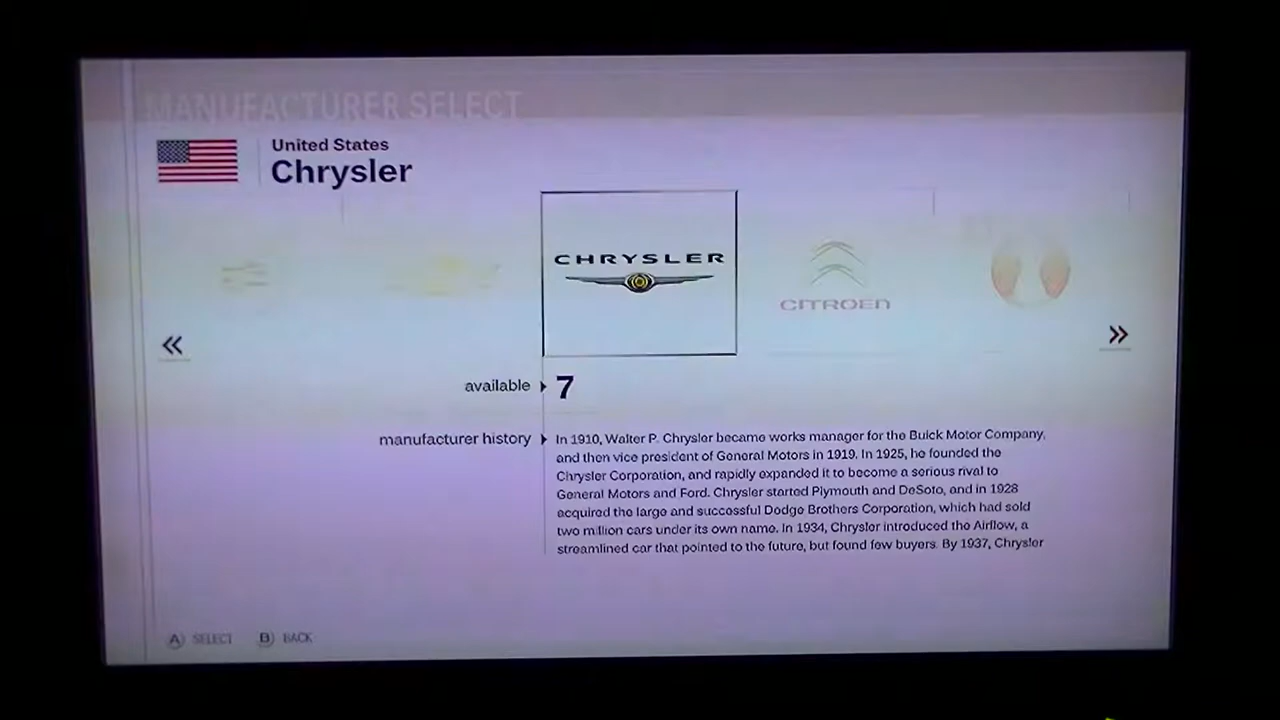 MANUFACTURER SELECT
United States
Chrysler
CHRYSLER
CITROËN
available
7
manufacturer history
In 1910, Walter P. Chrysler became works manager for the Buick Motor Company,
and then vice president of General Motors in 1919. In 1925, he founded the
Chrysler Corporation, and rapidly expanded it to become a serious rival to
General Motors and Ford. Chrysler started Plymouth and DeSoto, and in 1928
acquired the large and successful Dodge Brothers Corporation, which had sold
two million cars under its own name. In 1934, Chrysler introduced the Airflow, a
streamlined car that pointed to the future, but found few buyers. By 1937, Chrysler
A SELECT B BACK